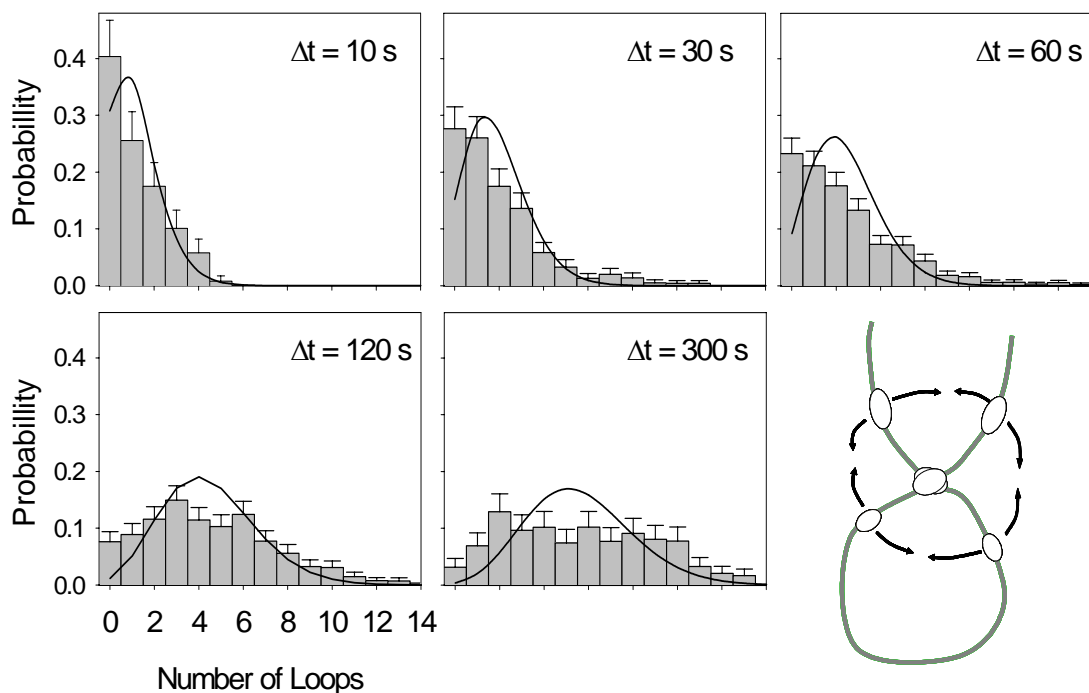 Δt = 10 s
Δt = 30 s
Δt = 60 s
Probabillity
0.4
0.3
0.2
0.1
0.0
Δt = 120 s
Δt = 300 s
Probabillity
0.4
0.3
0.2
0.1
0.0
0 2 4 6 8 10 12 14
Number of Loops